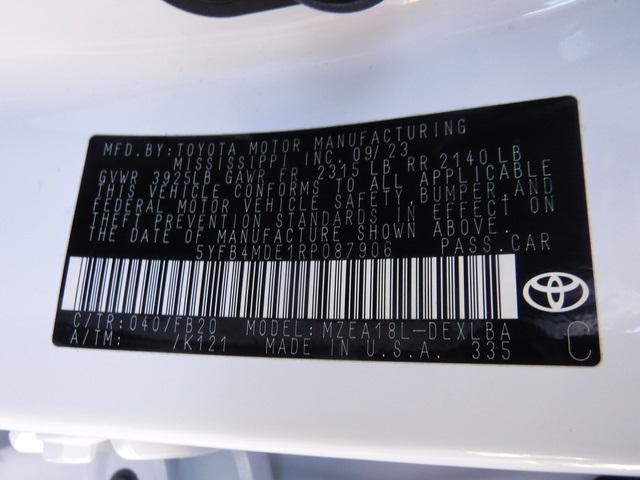 MFD.BY:TOYOTA MOTOR MANUFACTURING
MISSISSIPPI INC. 09/23
GVWR 3925LB GAWR FR 2315 LB RR 2140 LB
THIS VEHICLE CONFORMS TO ALL APPLICABLE
FEDERAL MOTOR VEHICLE SAFETY,BUMPER,AND
THEFT PREVENTION STANDARDS IN EFFECT ON
THE DATE OF MANUFACTURE SHOWN ABOVE.
5YFB4MDE1RP087906 PASS.CAR
C/TR:0407FB20 MODEL:MZEA18L-DEXLBA
A/TM: /K121 MADE IN U.S.A. 335 C